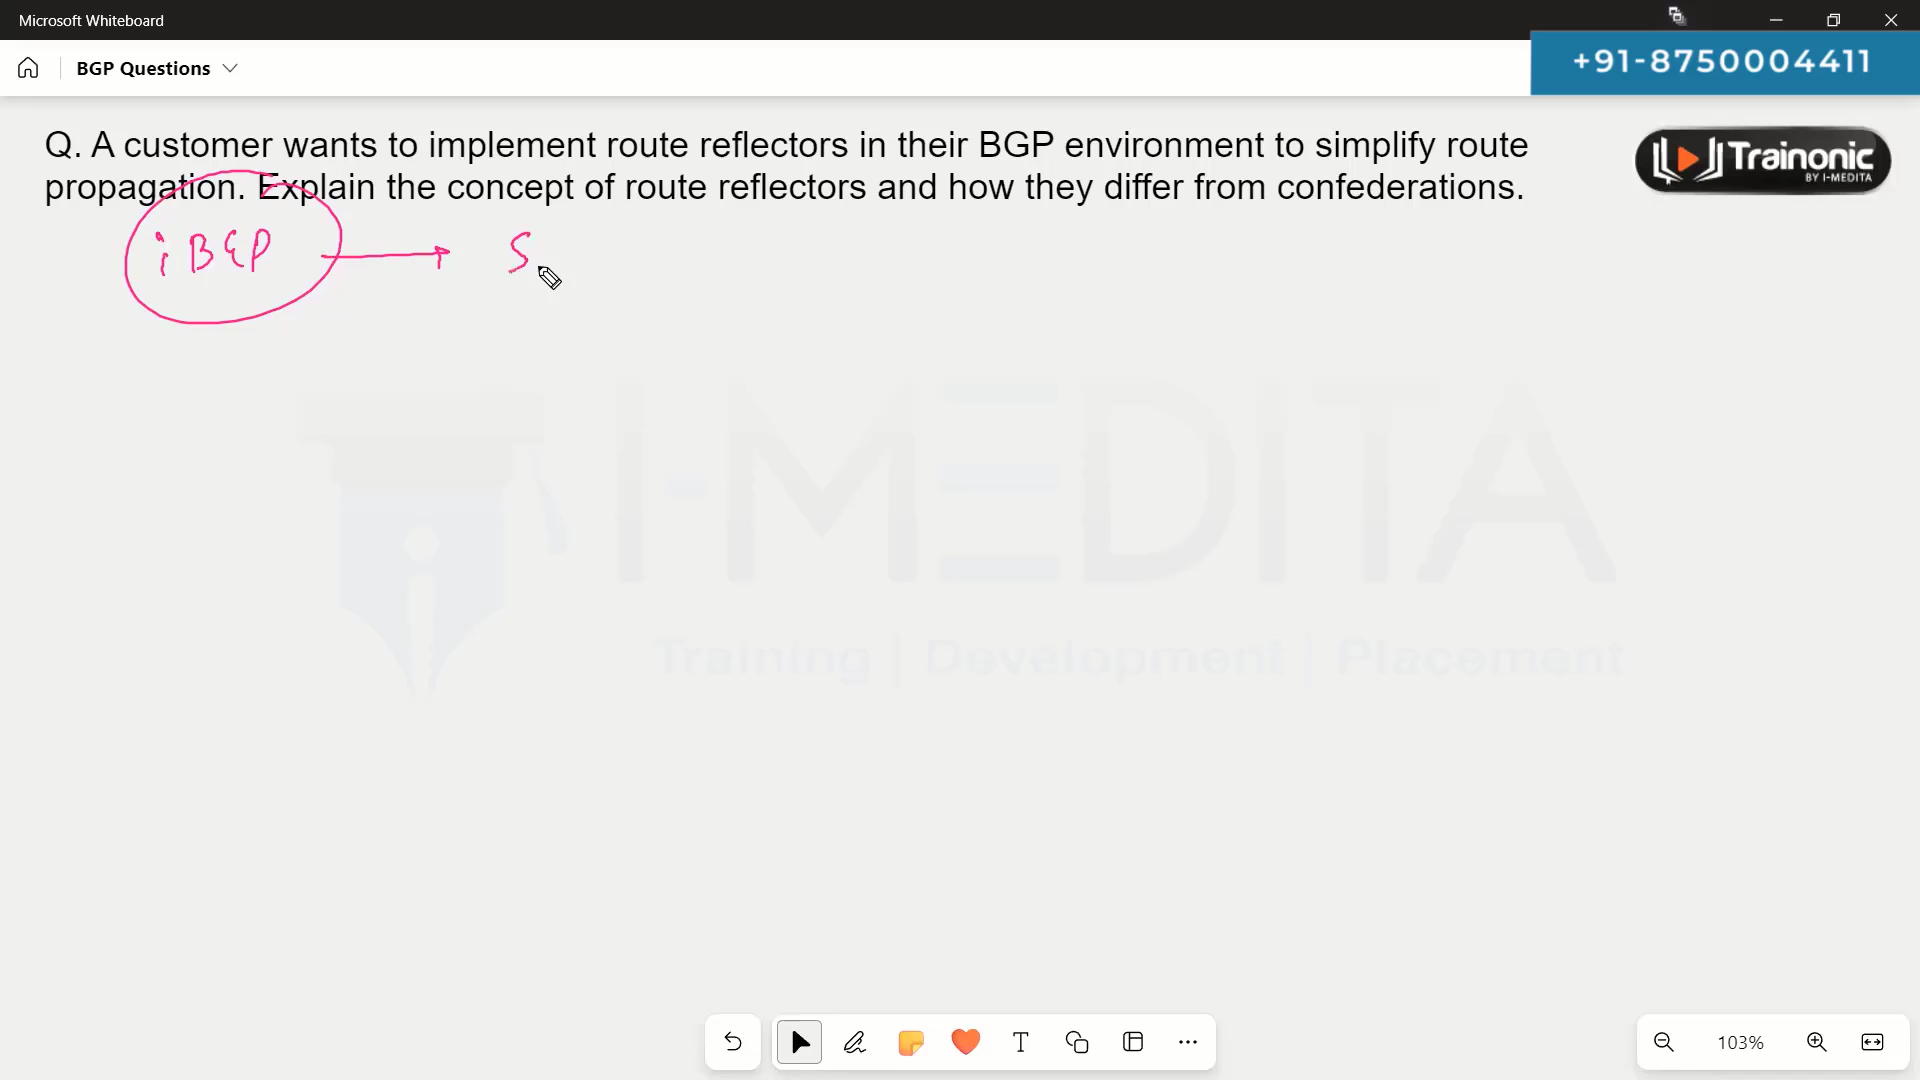 Microsoft Whiteboard
BGP Questions
+91-8750004411
Q. A customer wants to implement route reflectors in their BGP environment to simplify route
propagation. Explain the concept of route reflectors and how they differ from confederations.
Trainonic
BY I-MEDITA
iBGP → S
I-MEDITA
Training | Development | Placement
103%